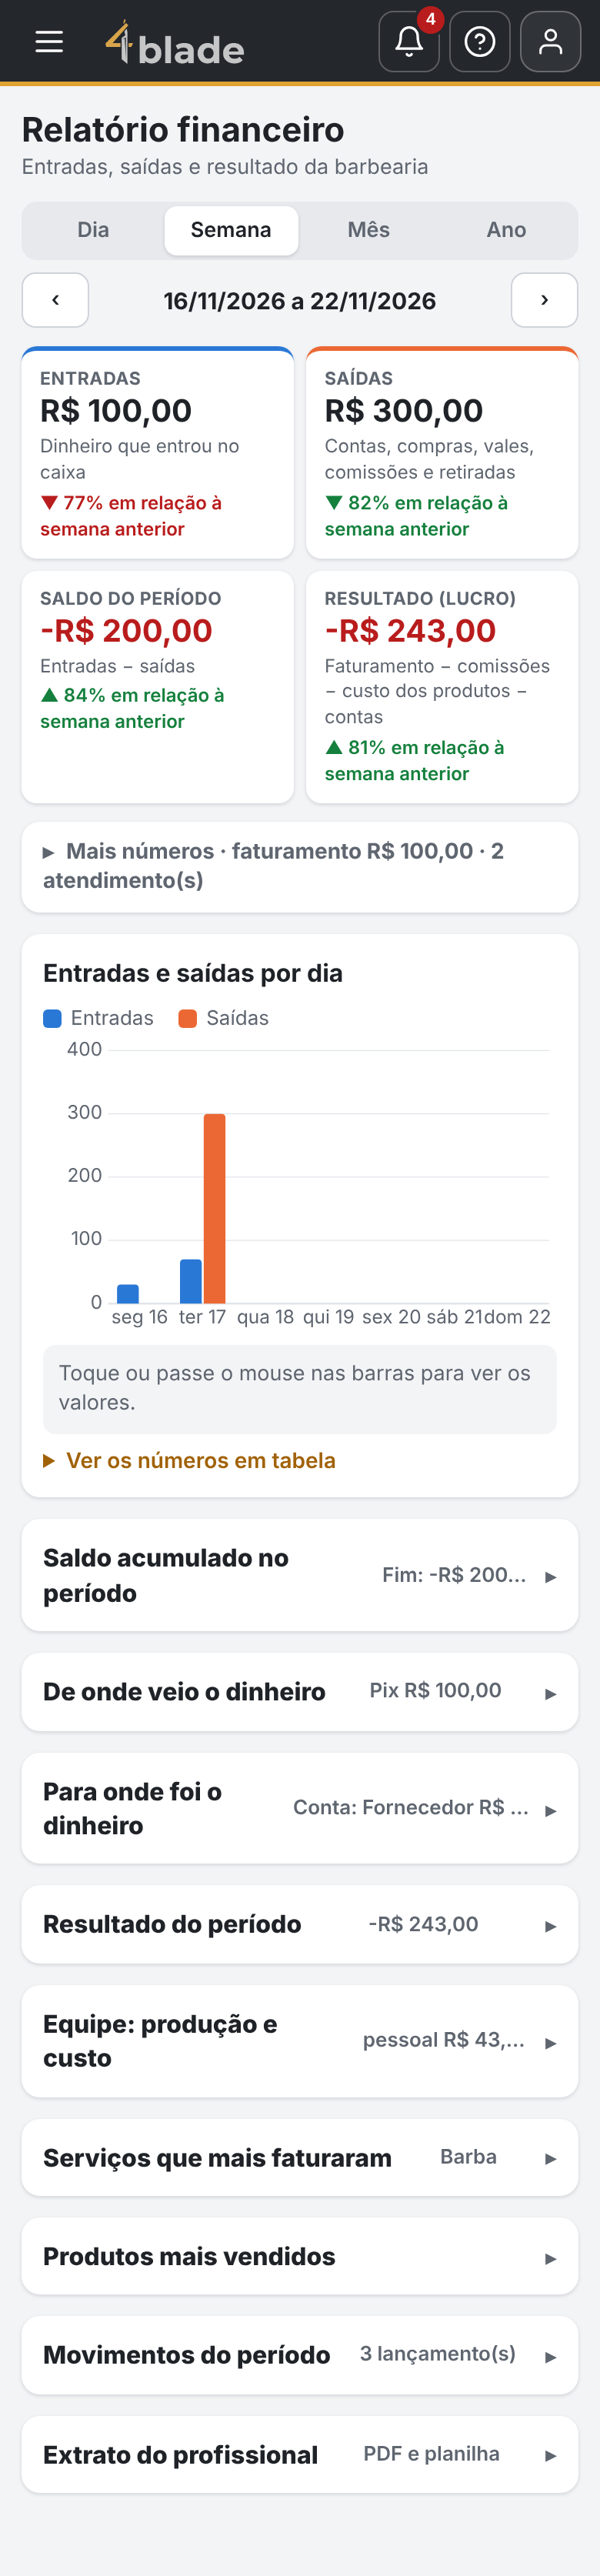 4blade
4
Relatório financeiro
Entradas, saídas e resultado da barbearia
Dia Semana Mês Ano
‹ 16/11/2026 a 22/11/2026 ›
ENTRADAS
R$ 100,00
Dinheiro que entrou no
caixa
▼ 77% em relação à
semana anterior
SAÍDAS
R$ 300,00
Contas, compras, vales,
comissões e retiradas
▼ 82% em relação à
semana anterior
SALDO DO PERÍODO
-R$ 200,00
Entradas − saídas
▲ 84% em relação à
semana anterior
RESULTADO (LUCRO)
-R$ 243,00
Faturamento − comissões
− custo dos produtos −
contas
▲ 81% em relação à
semana anterior
▸ Mais números · faturamento R$ 100,00 · 2
atendimento(s)
Entradas e saídas por dia
Entradas Saídas
400
300
200
100
0
seg 16 ter 17 qua 18 qui 19 sex 20 sáb 21 dom 22
Toque ou passe o mouse nas barras para ver os
valores.
▶ Ver os números em tabela
Saldo acumulado no
período
Fim: -R$ 200... ▸
De onde veio o dinheiro Pix R$ 100,00 ▸
Para onde foi o
dinheiro
Conta: Fornecedor R$ ... ▸
Resultado do período -R$ 243,00 ▸
Equipe: produção e
custo
pessoal R$ 43,... ▸
Serviços que mais faturaram Barba ▸
Produtos mais vendidos ▸
Movimentos do período 3 lançamento(s) ▸
Extrato do profissional PDF e planilha ▸